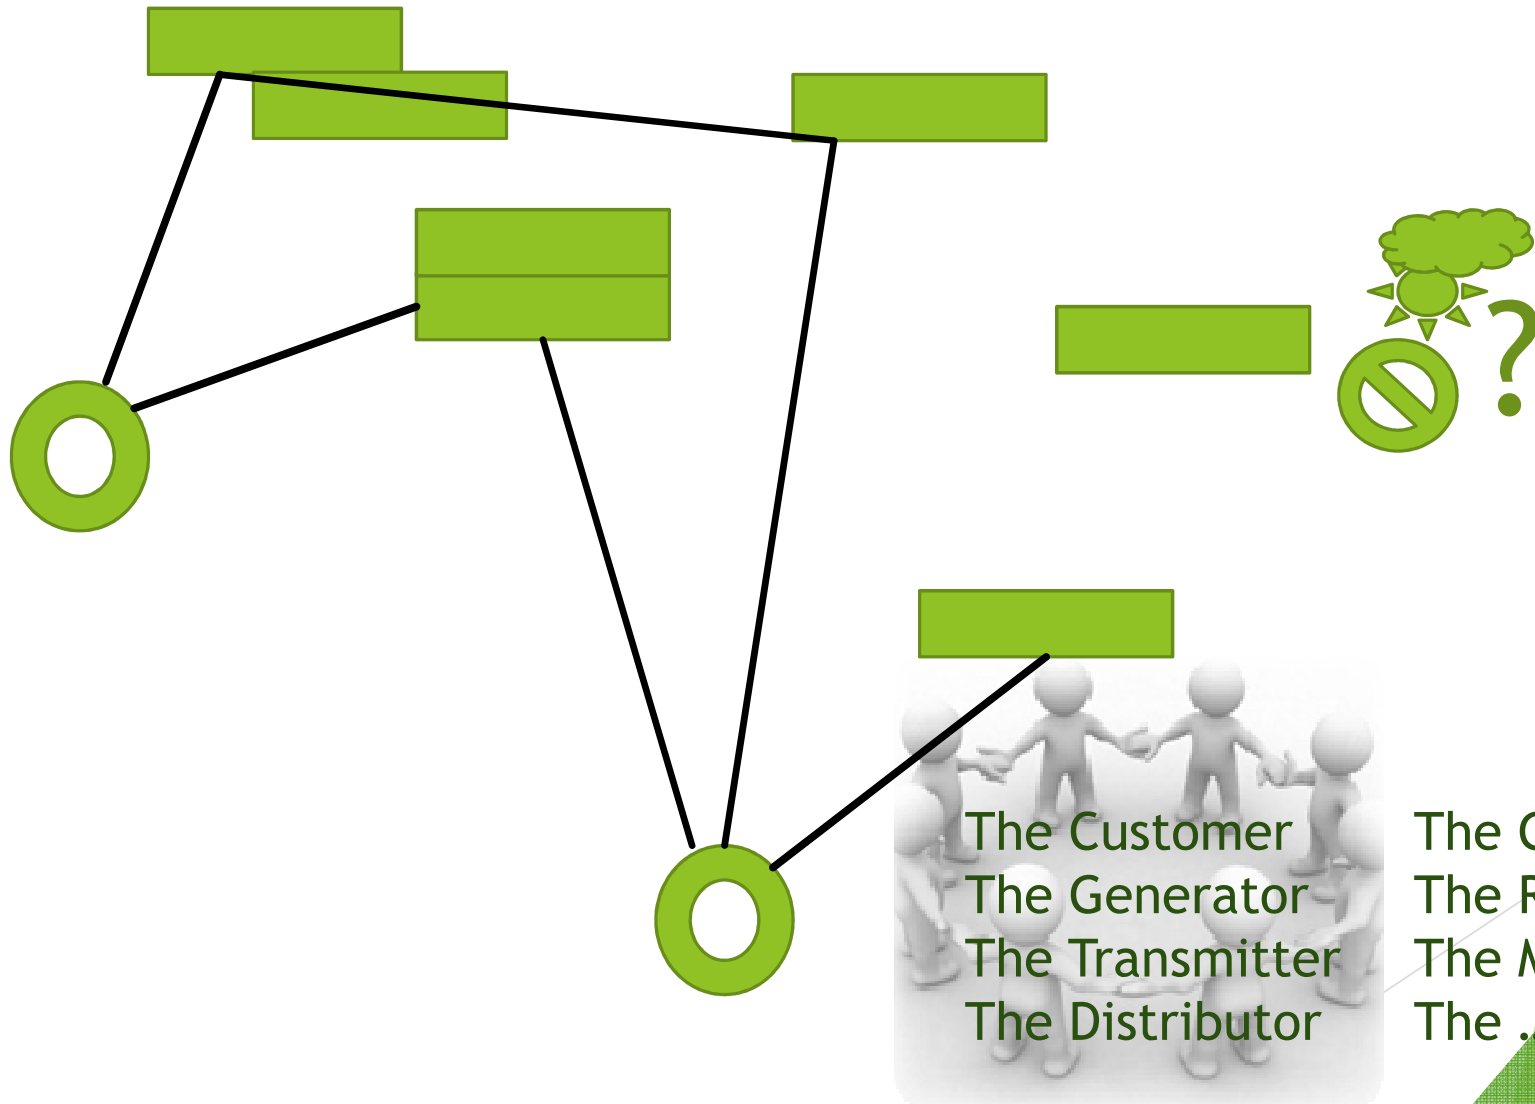 ?
The Customer
The Generator
The Transmitter
The Distributor
The
The
The
The ..